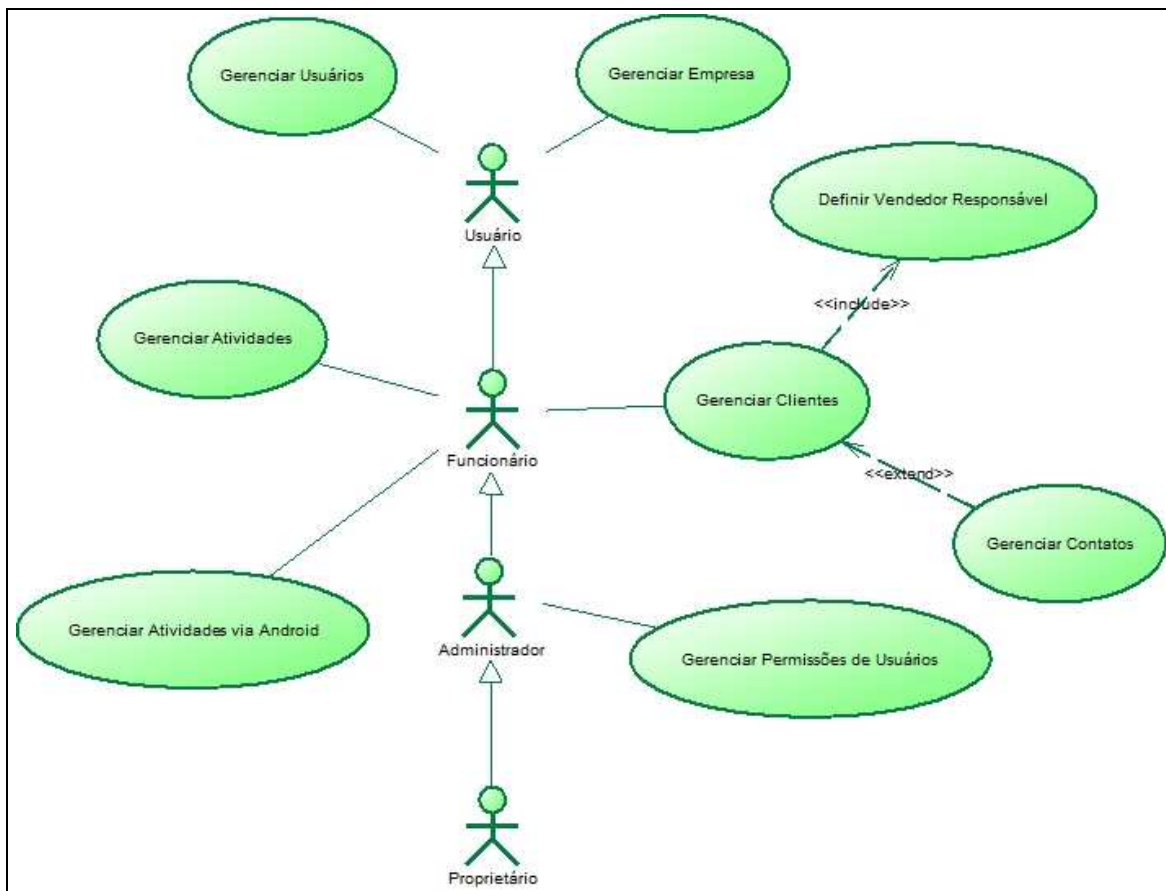 Gerenciar Usuários
Gerenciar Empresa
Usuário
Definir Vendedor Responsável
<<include>>
Gerenciar Atividades
Gerenciar Clientes
Funcionário
<<extend>>
Gerenciar Contatos
Gerenciar Atividades via Android
Administrador
Gerenciar Permissões de Usuários
Proprietário